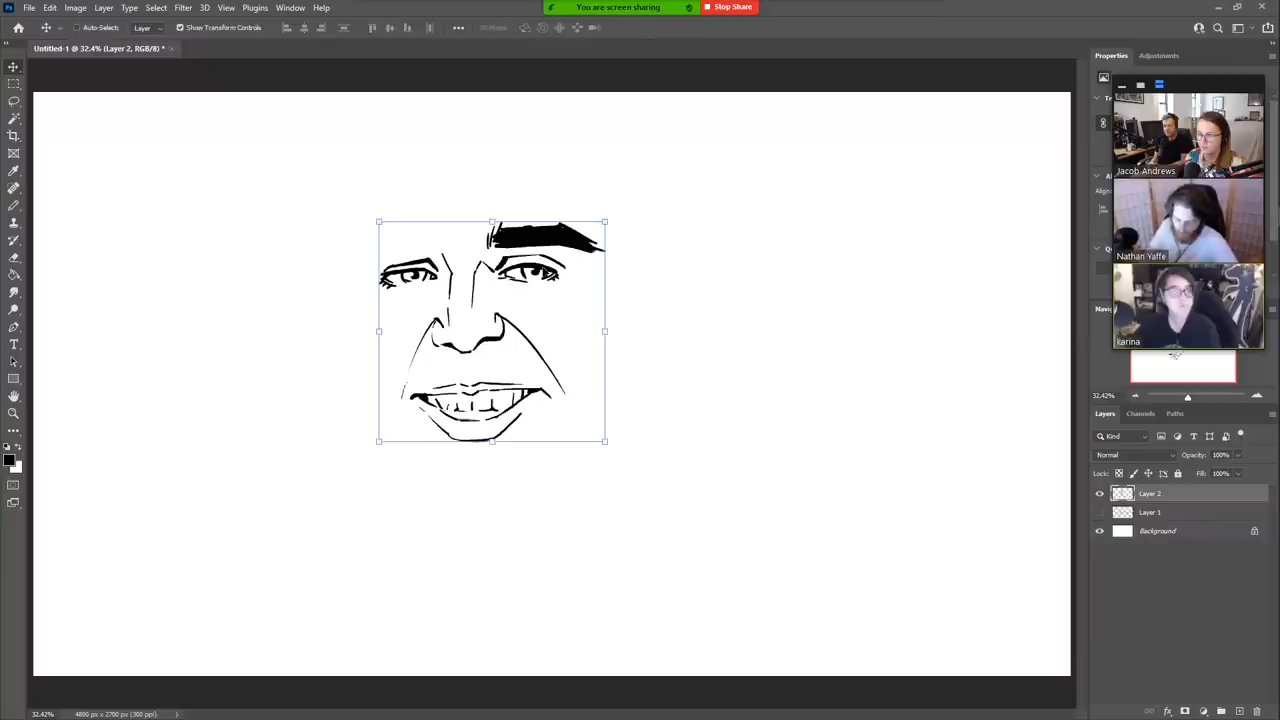 File Edit Image Layer Type Select Filter 3D View Plugins Window Help
You are screen sharing Stop Share
Auto-Select: Layer Show Transform Controls
Untitled-1 @ 32.4% (Layer 2, RGB/8) *
Properties Adjustments
Jacob Andrews
Nathan Yaffe
karina
32.42%
Layers Channels Paths
Kind
Normal Opacity: 100%
Lock: Fill: 100%
Layer 2
Layer 1
Background
32.42% 4800 px x 2700 px (300 ppi)